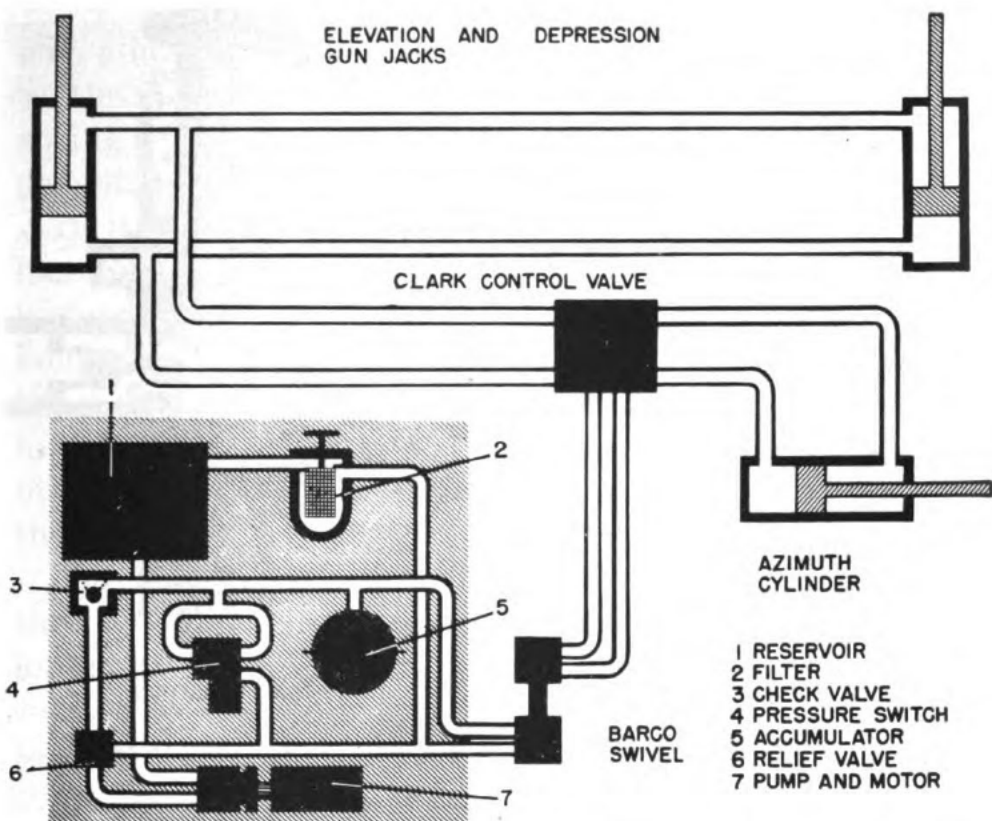 ELEVATION AND DEPRESSION
GUN JACKS
CLARK CONTROL VALVE
1
2
3
4
5
6
7
AZIMUTH
CYLINDER
BARCO
SWIVEL
1 RESERVOIR
2 FILTER
3 CHECK VALVE
4 PRESSURE SWITCH
5 ACCUMULATOR
6 RELIEF VALVE
7 PUMP AND MOTOR